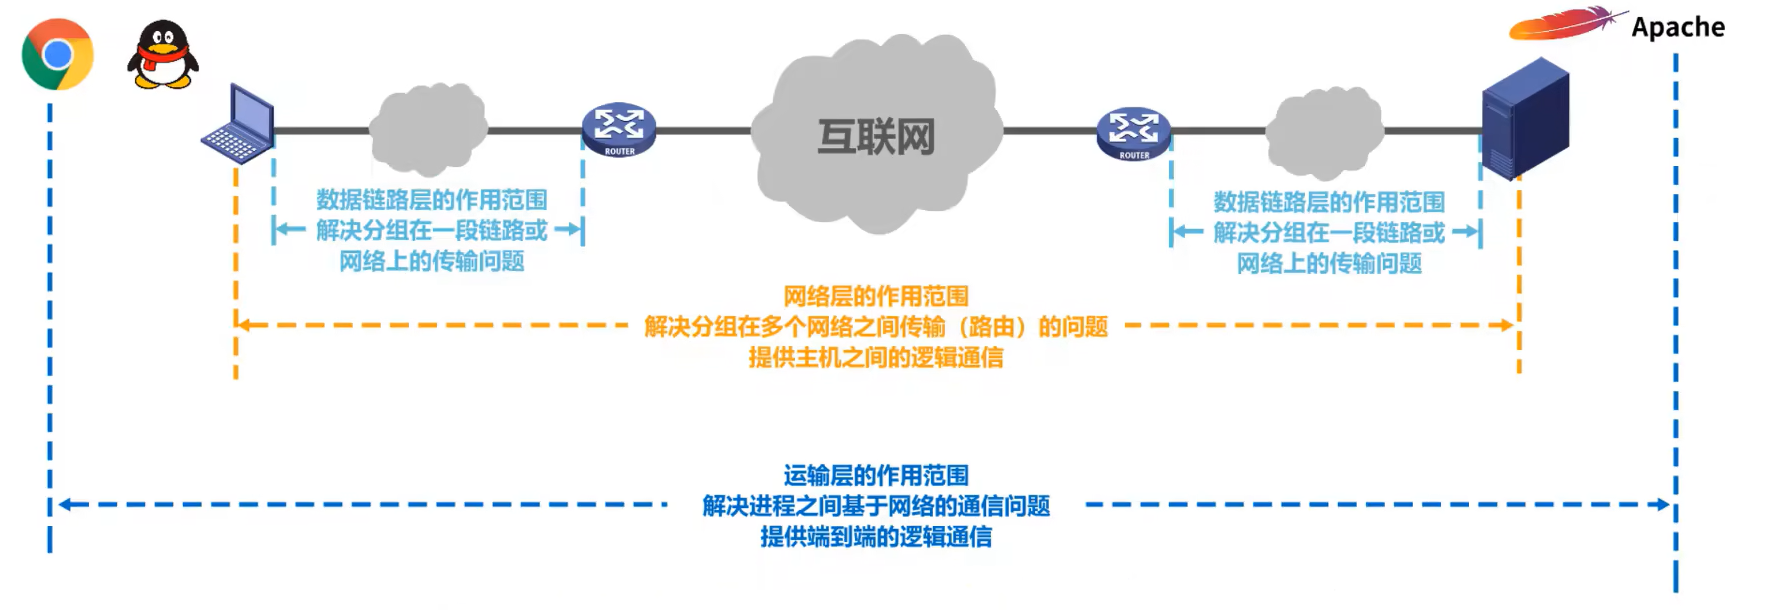 Apache
互联网
ROUTER
ROUTER
数据链路层的作用范围
解决分组在一段链路或
网络上的传输问题
数据链路层的作用范围
解决分组在一段链路或
网络上的传输问题
网络层的作用范围
解决分组在多个网络之间传输（路由）的问题
提供主机之间的逻辑通信
运输层的作用范围
解决进程之间基于网络的通信问题
提供端到端的逻辑通信